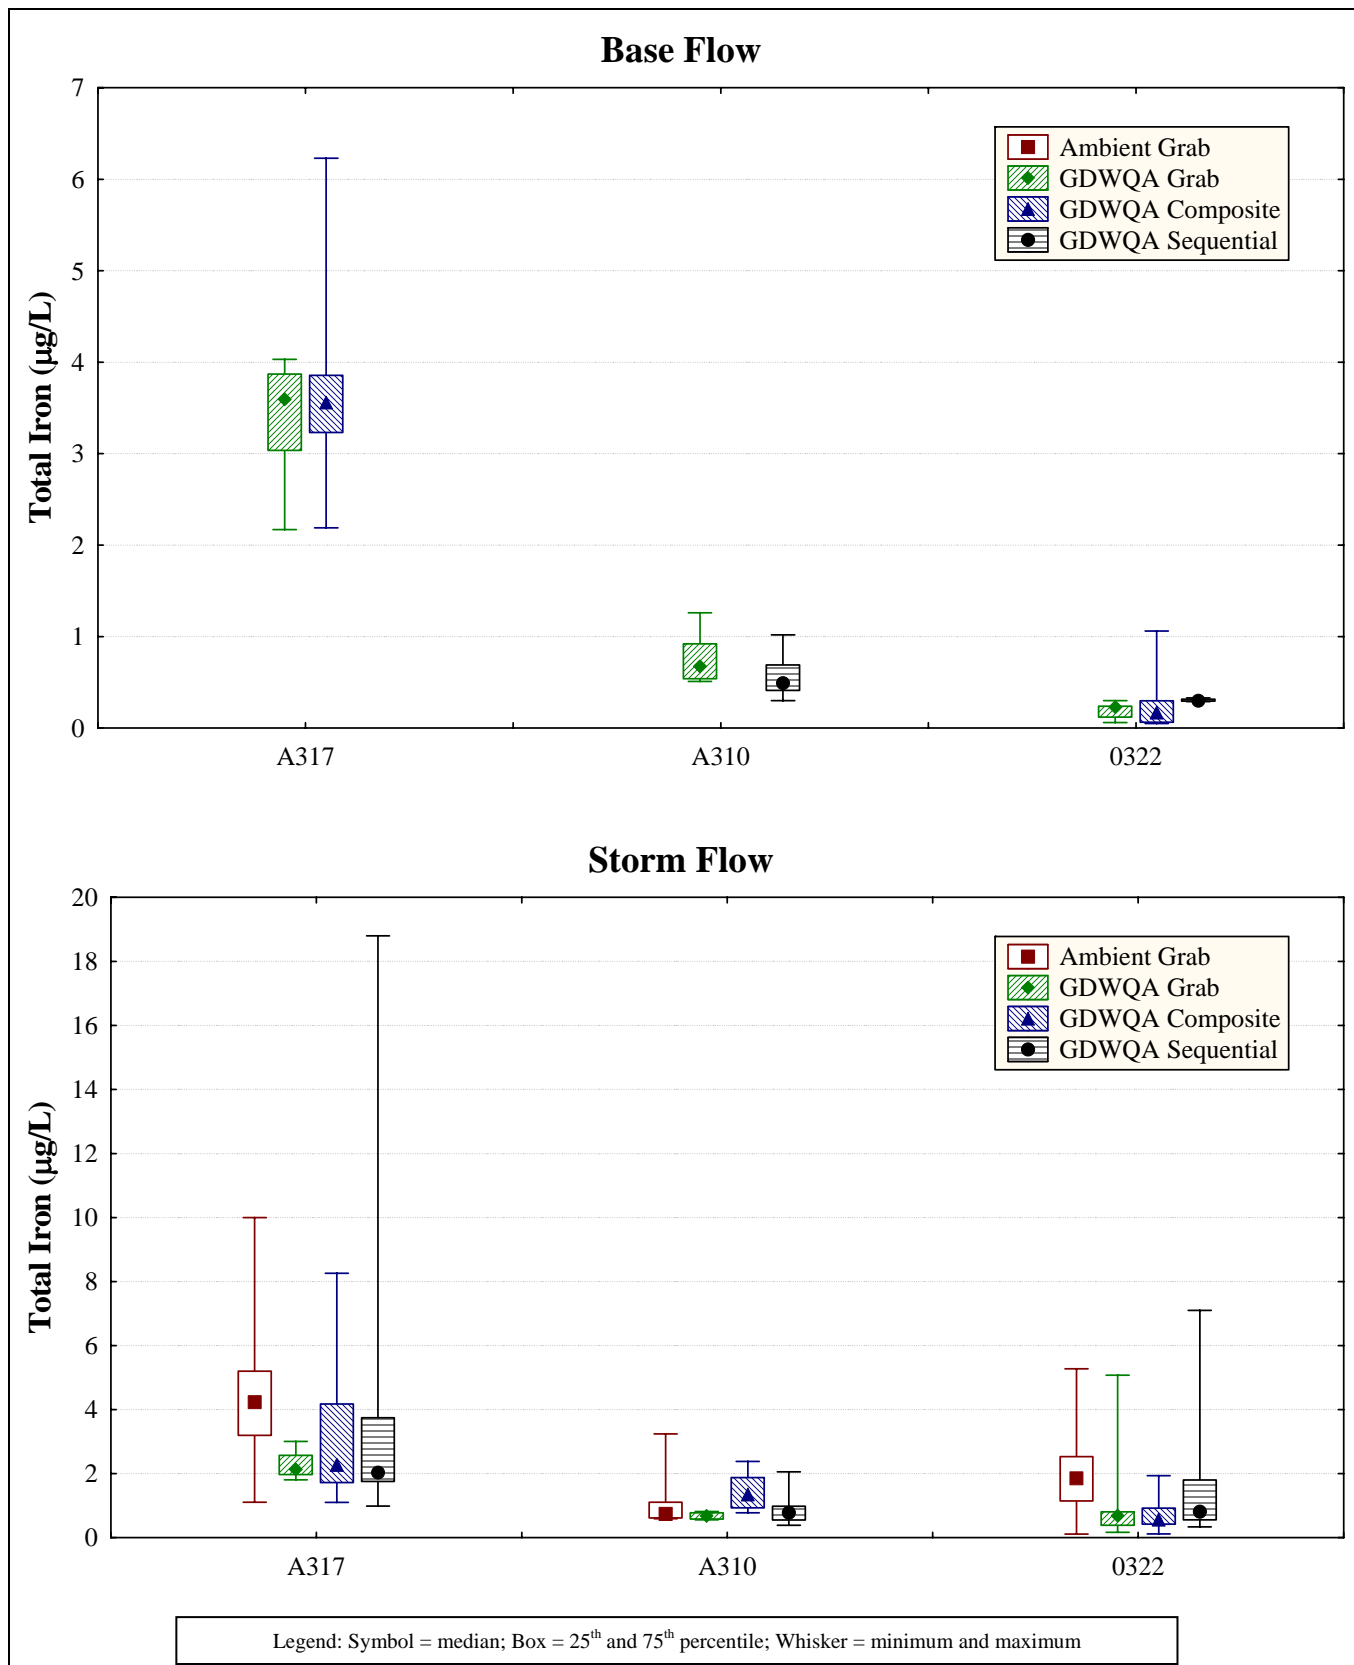 Base Flow
7
6
5
4
3
2
1
0
Total Iron (µg/L)
Ambient Grab
GDWQA Grab
GDWQA Composite
GDWQA Sequential
A317
A310
0322
Storm Flow
20
18
16
14
12
10
8
6
4
2
0
Total Iron (µg/L)
Ambient Grab
GDWQA Grab
GDWQA Composite
GDWQA Sequential
A317
A310
0322
Legend: Symbol = median; Box = 25th and 75th percentile; Whisker = minimum and maximum